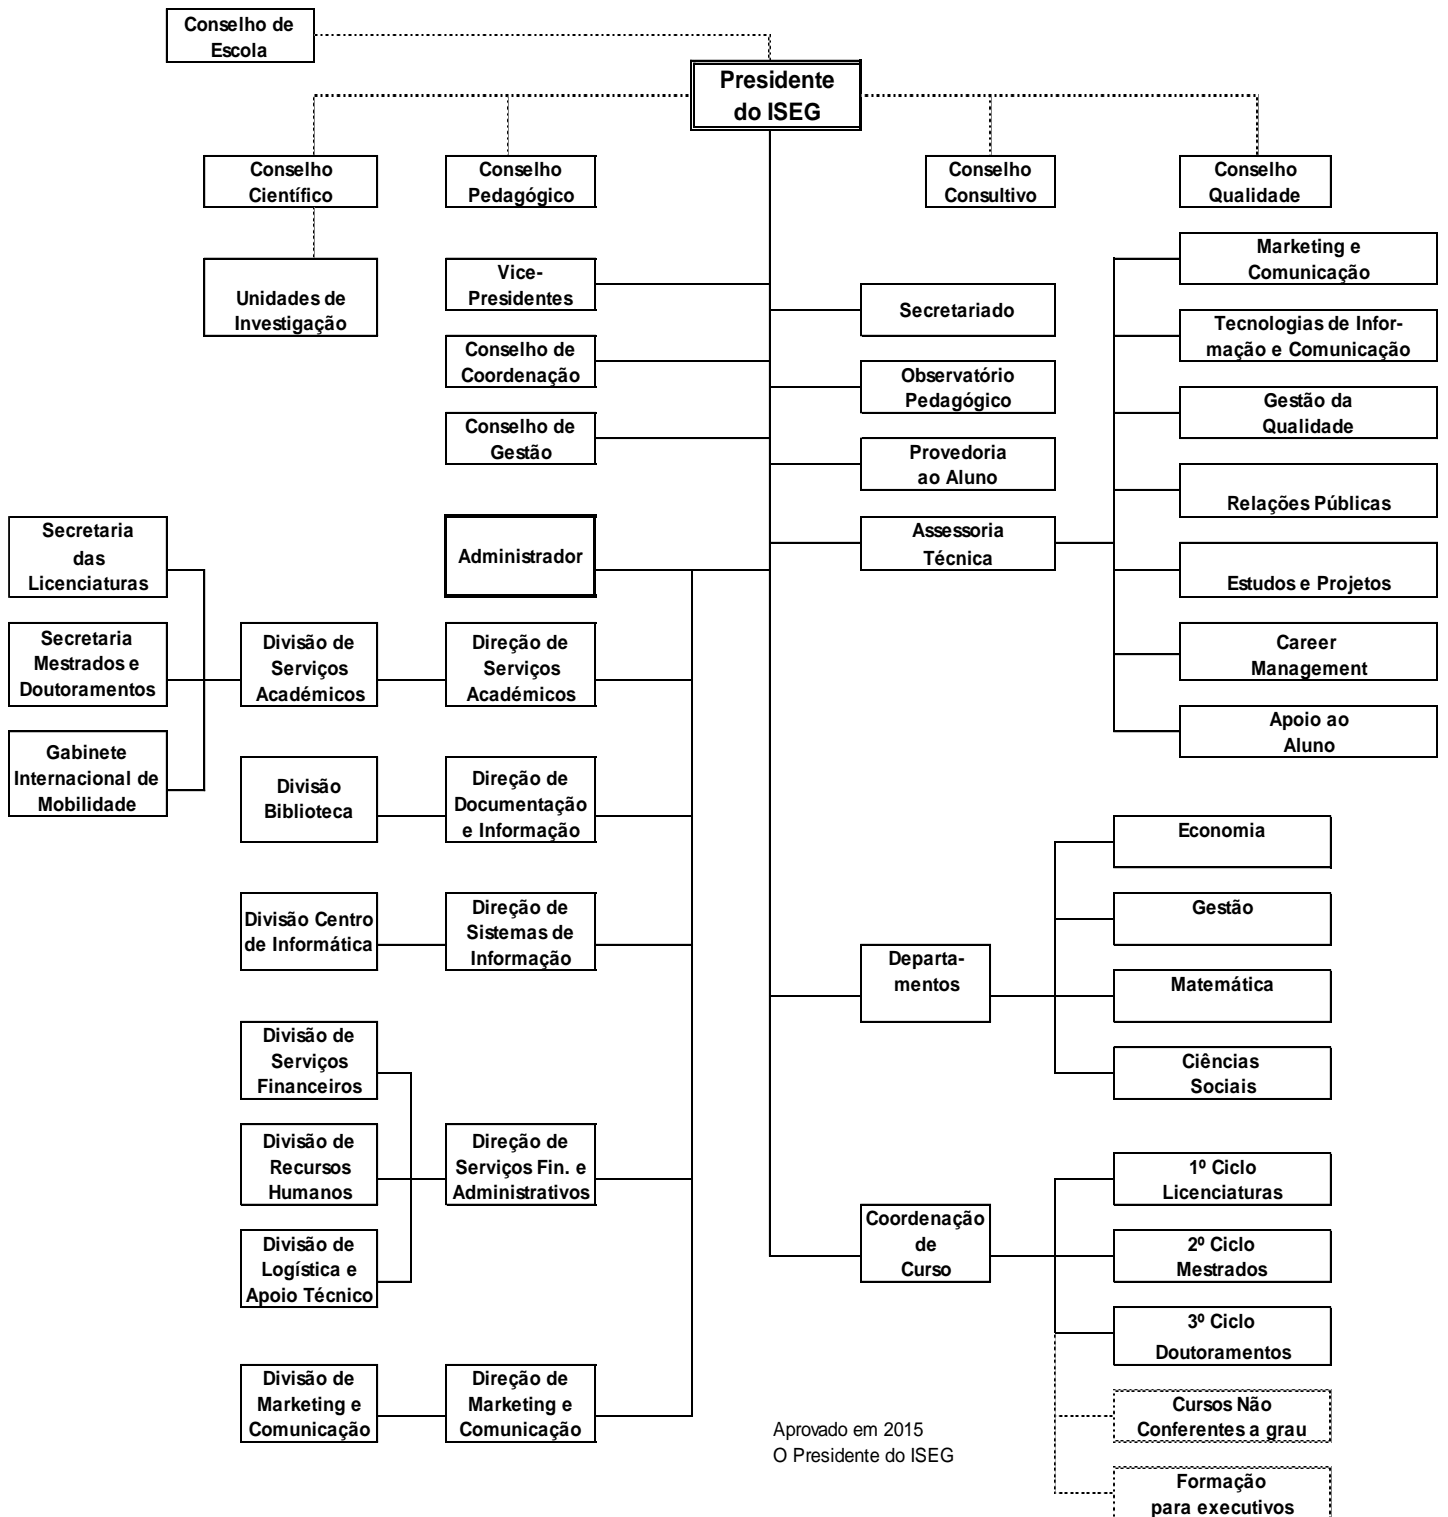 Conselho de
Escola
Presidente
do ISEG
Conselho
Científico
Conselho
Pedagógico
Conselho
Consultivo
Conselho
Qualidade
Unidades de
Investigação
Vice-
Presidentes
Conselho de
Coordenação
Conselho de
Gestão
Administrador
Secretariado
Observatório
Pedagógico
Provedoria
ao Aluno
Assessoria
Técnica
Marketing e
Comunicação
Tecnologias de Infor-
mação e Comunicação
Gestão da
Qualidade
Relações Públicas
Estudos e Projetos
Career
Management
Apoio ao
Aluno
Secretaria
das
Licenciaturas
Secretaria
Mestrados e
Doutoramentos
Gabinete
Internacional de
Mobilidade
Divisão de
Serviços
Académicos
Direção de
Serviços
Académicos
Divisão
Biblioteca
Direção de
Documentação
e Informação
Divisão Centro
de Informática
Direção de
Sistemas de
Informação
Divisão de
Serviços
Financeiros
Divisão de
Recursos
Humanos
Divisão de
Logística e
Apoio Técnico
Direção de
Serviços Fin. e
Administrativos
Divisão de
Marketing e
Comunicação
Direção de
Marketing e
Comunicação
Departa-
mentos
Economia
Gestão
Matemática
Ciências
Sociais
Coordenação
de
Curso
1º Ciclo
Licenciaturas
2º Ciclo
Mestrados
3º Ciclo
Doutoramentos
Cursos Não
Conferentes a grau
Formação
para executivos
Aprovado em 2015
O Presidente do ISEG